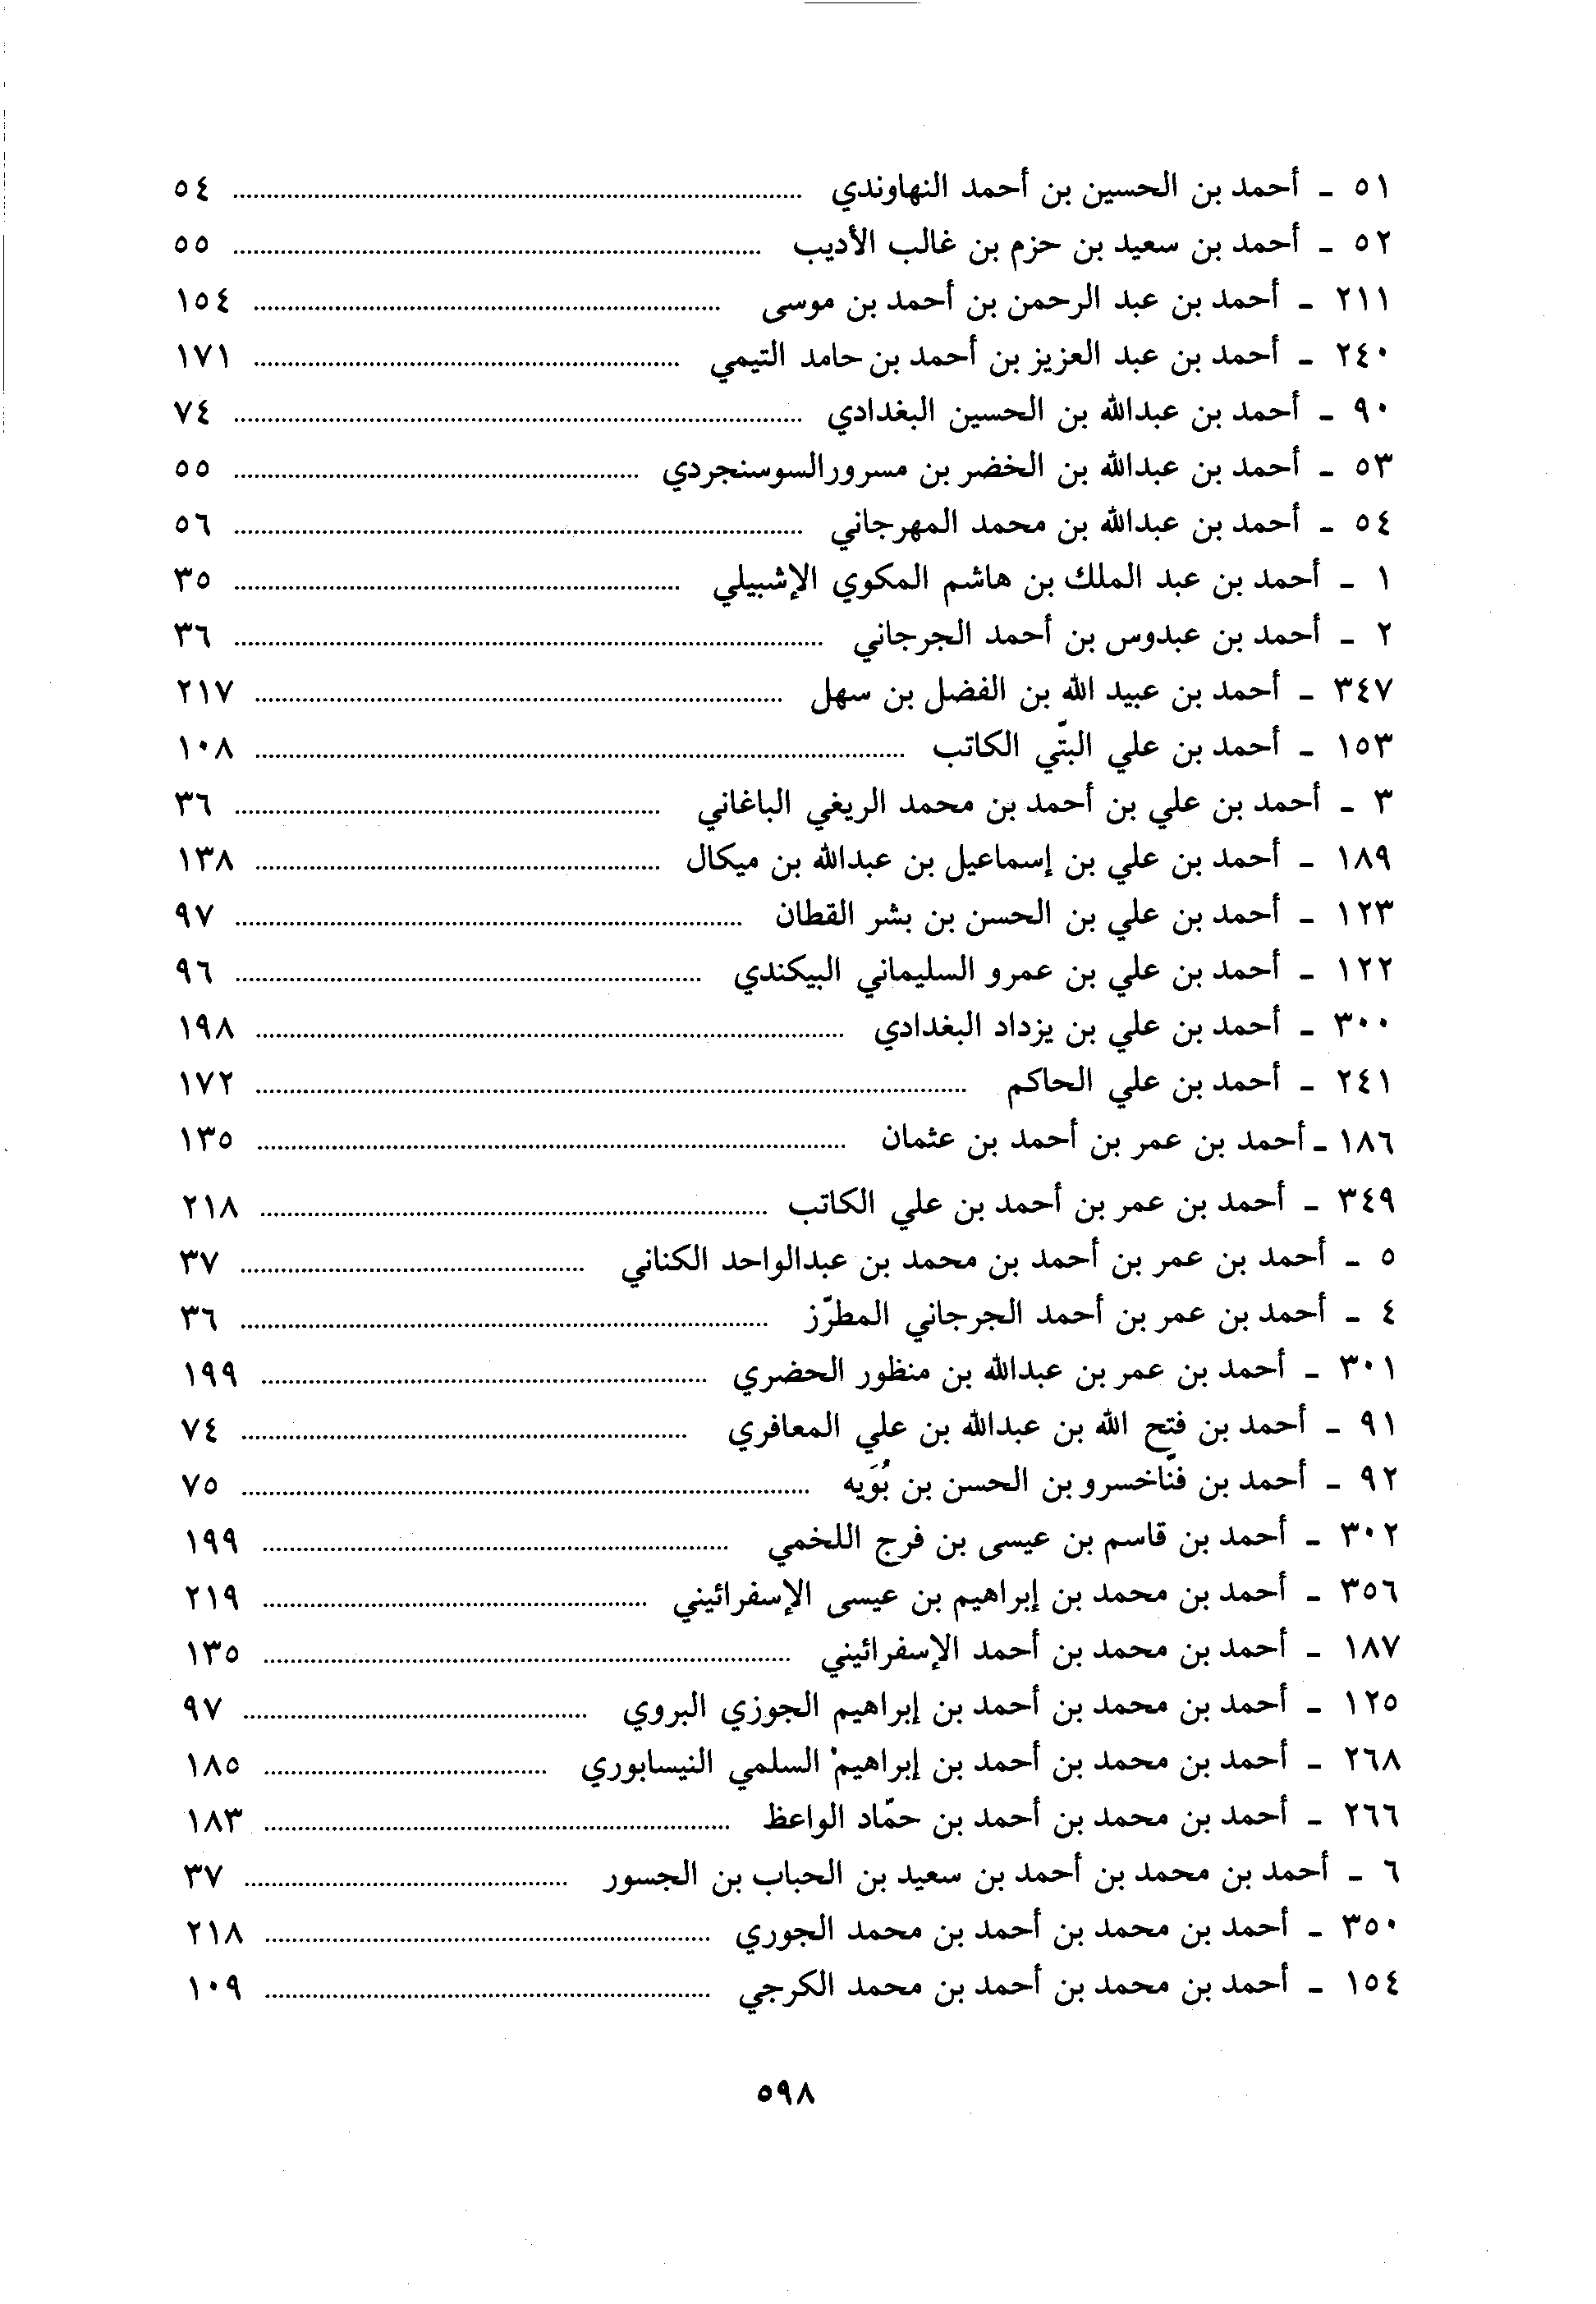 ٥١ - أحمد بن الحسين بن أحمد النهاوندي ........ ٥٤
٥٢ - أحمد بن سعيد بن حزم بن غالب الأديب ........ ٥٥
٢١١ - أحمد بن عبد الرحمن بن أحمد بن موسى ........ ١٥٤
٢٤٠ - أحمد بن عبد العزيز بن أحمد بن حامد التيمي ........ ١٧١
٩٠ - أحمد بن عبدالله بن الحسين البغدادي ........ ٧٤
٥٣ - أحمد بن عبدالله بن الخضر بن مسرورالسوسنجردي ........ ٥٥
٥٤ - أحمد بن عبدالله بن محمد المهرجاني ........ ٥٦
١ - أحمد بن عبد الملك بن هاشم المكوي الإشبيلي ........ ٣٥
٢ - أحمد بن عبدوس بن أحمد الجرجاني ........ ٣٦
٣٤٧ - أحمد بن عبيد الله بن الفضل بن سهل ........ ٢١٧
١٥٣ - أحمد بن علي البتّي الكاتب ........ ١٠٨
٣ - أحمد بن علي بن أحمد بن محمد الريغي الباغاني ........ ٣٦
١٨٩ - أحمد بن علي بن إسماعيل بن عبدالله بن ميكال ........ ١٣٨
١٢٣ - أحمد بن علي بن الحسن بن بشر القطان ........ ٩٧
١٢٢ - أحمد بن علي بن عمرو السليماني البيكندي ........ ٩٦
٣٠٠ - أحمد بن علي بن يزداد البغدادي ........ ١٩٨
٢٤١ - أحمد بن علي الحاكم ........ ١٧٢
١٨٦ - أحمد بن عمر بن أحمد بن عثمان ........ ١٣٥
٣٤٩ - أحمد بن عمر بن أحمد بن علي الكاتب ........ ٢١٨
٥ - أحمد بن عمر بن أحمد بن محمد بن عبدالواحد الكناني ........ ٣٧
٤ - أحمد بن عمر بن أحمد الجرجاني المطرّز ........ ٣٦
٣٠١ - أحمد بن عمر بن عبدالله بن منظور الحضري ........ ١٩٩
٩١ - أحمد بن فتح الله بن عبدالله بن علي المعافري ........ ٧٤
٩٢ - أحمد بن فنّاخسرو بن الحسن بن بُوَيه ........ ٧٥
٣٠٢ - أحمد بن قاسم بن عيسى بن فرج اللخمي ........ ١٩٩
٣٥٦ - أحمد بن محمد بن إبراهيم بن عيسى الإسفرائيني ........ ٢١٩
١٨٧ - أحمد بن محمد بن أحمد الإسفرائيني ........ ١٣٥
١٢٥ - أحمد بن محمد بن أحمد بن إبراهيم الجوزي البروي ........ ٩٧
٢٦٨ - أحمد بن محمد بن أحمد بن إبراهيم السلمي النيسابوري ........ ١٨٥
٢٦٦ - أحمد بن محمد بن أحمد بن حمّاد الواعظ ........ ١٨٣
٦ - أحمد بن محمد بن أحمد بن سعيد بن الحباب بن الجسور ........ ٣٧
٣٥٠ - أحمد بن محمد بن أحمد بن محمد الجوري ........ ٢١٨
١٥٤ - أحمد بن محمد بن أحمد بن محمد الكرجي ........ ١٠٩
٥٩٨